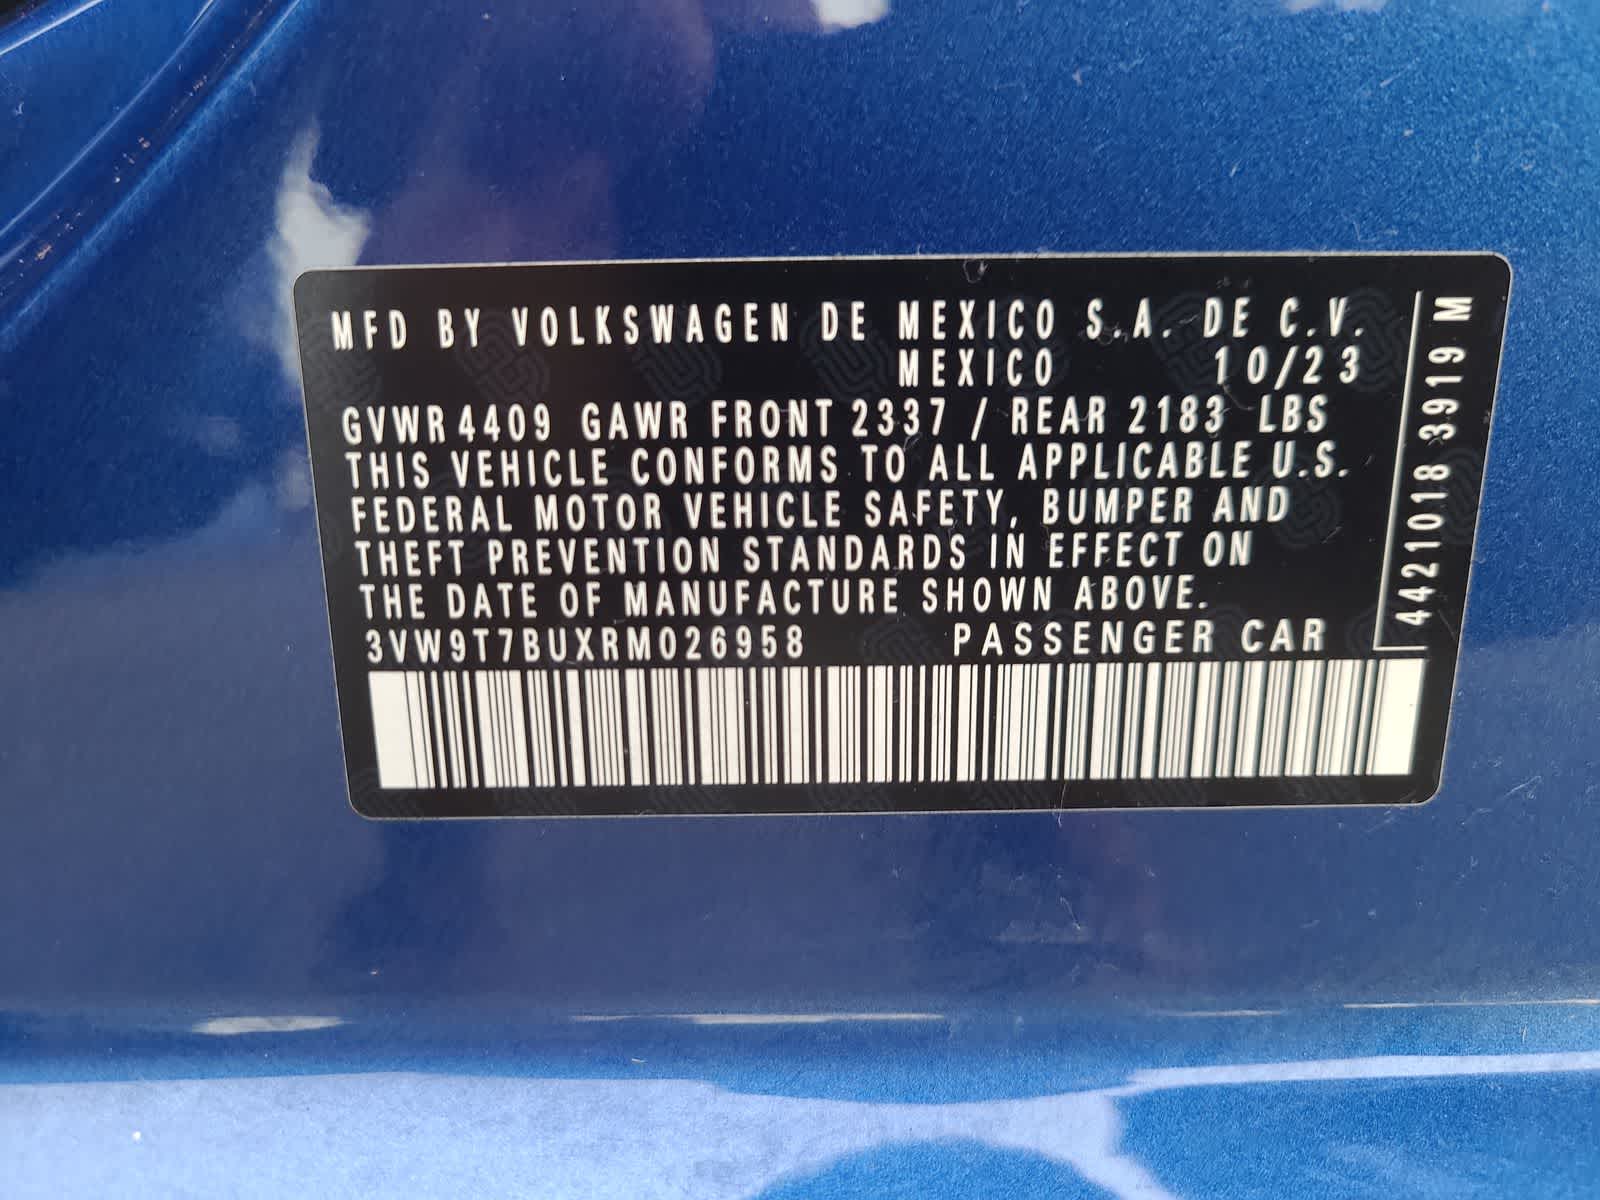 MFD BY VOLKSWAGEN DE MEXICO S.A. DE C.V.
MEXICO 10/23
GVWR 4409 GAWR FRONT 2337 / REAR 2183 LBS
THIS VEHICLE CONFORMS TO ALL APPLICABLE U.S.
FEDERAL MOTOR VEHICLE SAFETY, BUMPER AND
THEFT PREVENTION STANDARDS IN EFFECT ON
THE DATE OF MANUFACTURE SHOWN ABOVE.
3VW9T7BUXRM026958 PASSENGER CAR
4421018 3919 M